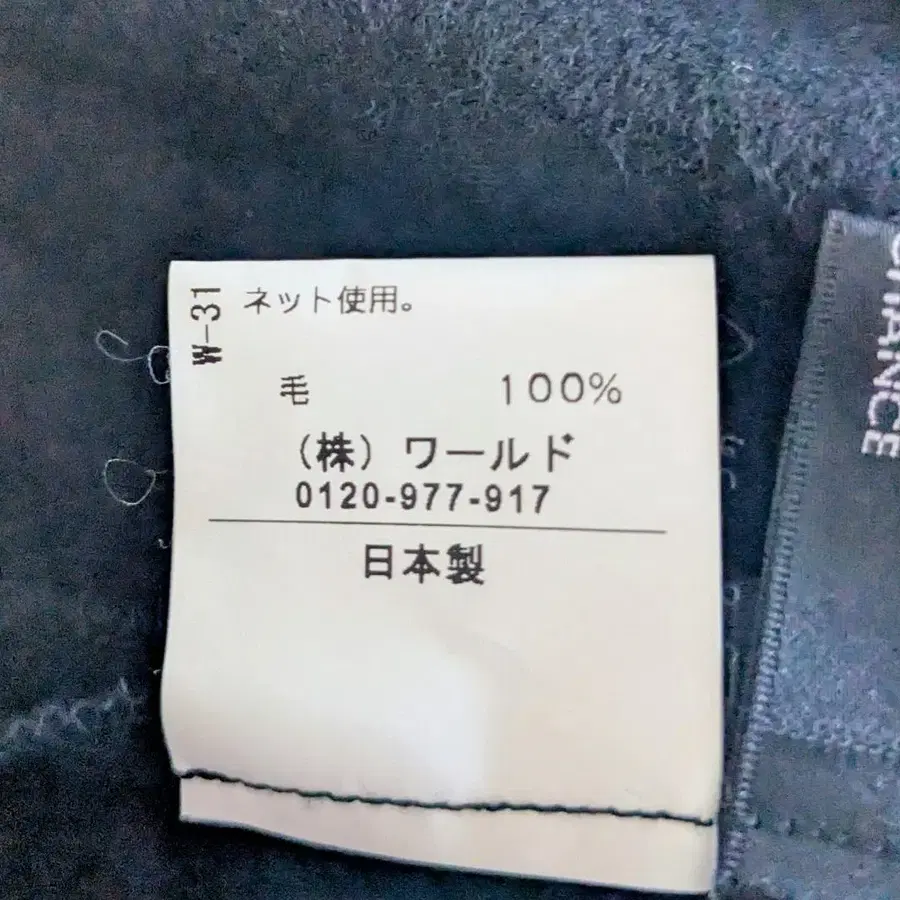 W-31
ネット使用。
毛 100%
(株) ワールド
0120-977-917
日本製
CHANCE